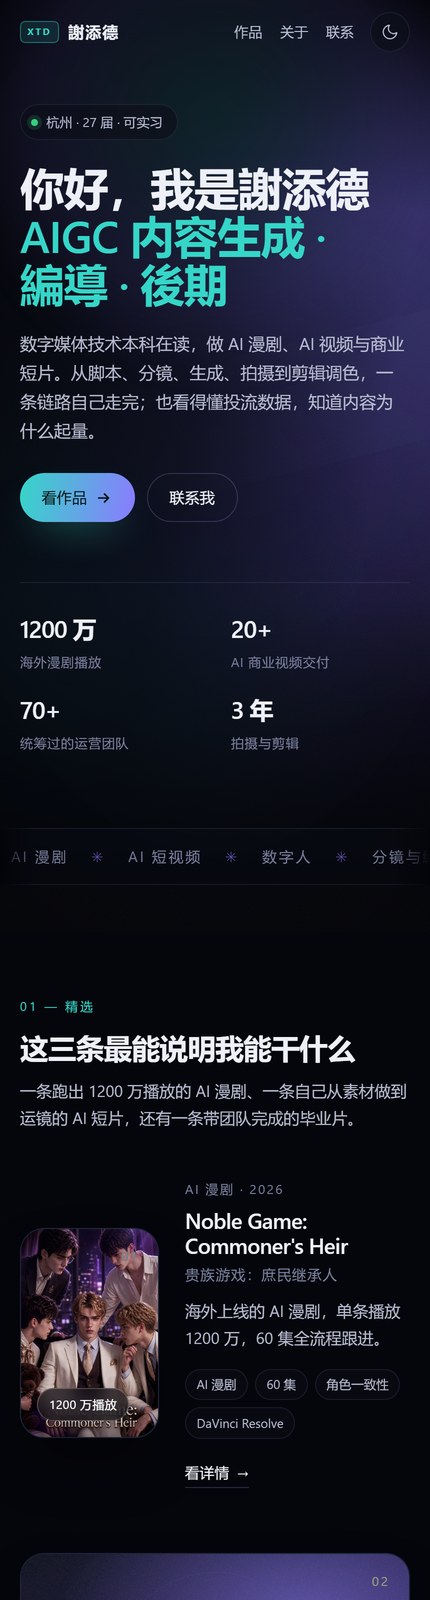 XTD 謝添德 作品 关于 联系
杭州 · 27 届 · 可实习
你好，我是謝添德
AIGC 内容生成 ·
編導 · 後期
数字媒体技术本科在读，做 AI 漫剧、AI 视频与商业
短片。从脚本、分镜、生成、拍摄到剪辑调色，一
条链路自己走完；也看得懂投流数据，知道内容为
什么起量。
看作品 → 联系我
1200 万 20+
海外漫剧播放 AI 商业视频交付
70+ 3 年
统筹过的运营团队 拍摄与剪辑
AI 漫剧 ✳ AI 短视频 ✳ 数字人 ✳ 分镜与
01 — 精选
这三条最能说明我能干什么
一条跑出 1200 万播放的 AI 漫剧、一条自己从素材做到
运镜的 AI 短片，还有一条带团队完成的毕业片。
AI 漫剧 · 2026
Noble Game:
Commoner's Heir
贵族游戏：庶民继承人
海外上线的 AI 漫剧，单条播放
1200 万，60 集全流程跟进。
AI 漫剧 60 集 角色一致性
DaVinci Resolve
看详情 →
1200 万播放
Commoner's Heir
02